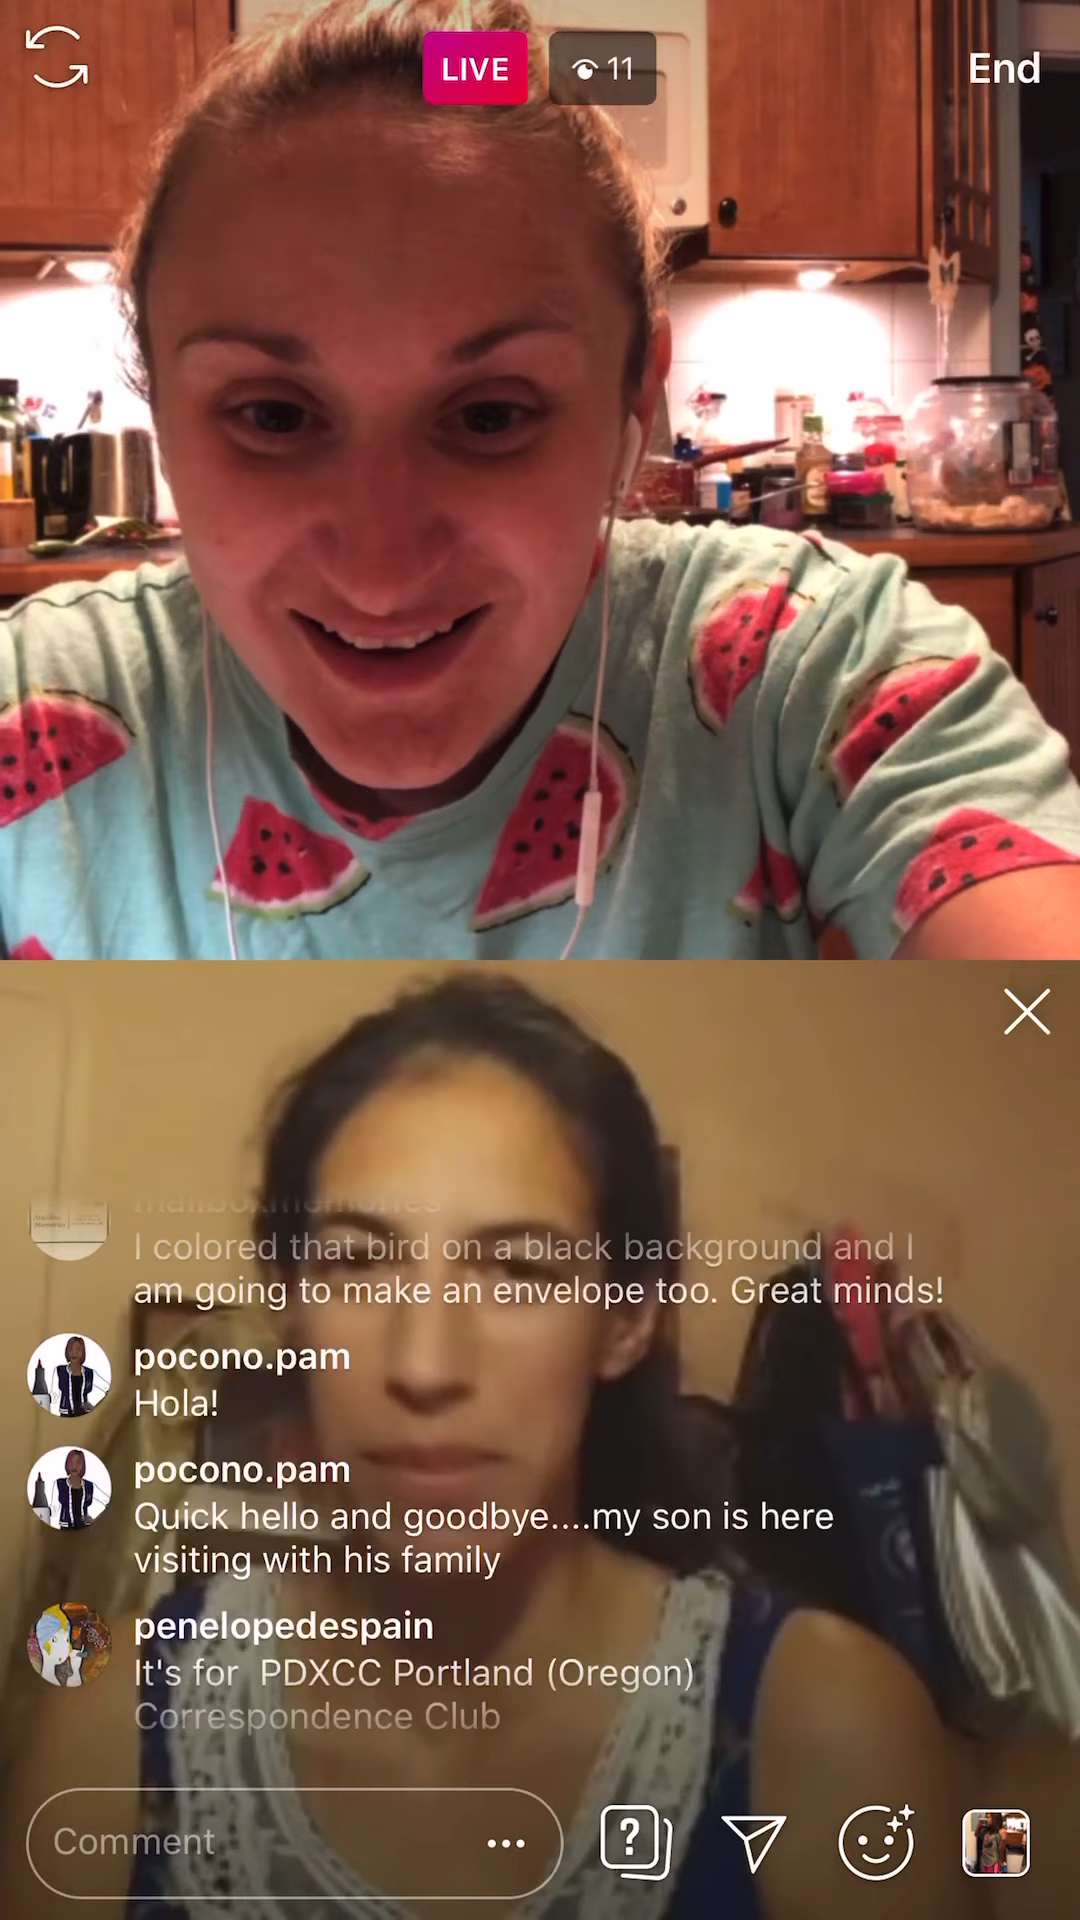 LIVE
11
End
mailboxmemories
I colored that bird on a black background and I
am going to make an envelope too. Great minds!
pocono.pam
Hola!
pocono.pam
Quick hello and goodbye....my son is here
visiting with his family
penelopedespain
It's for  PDXCC Portland (Oregon)
Correspondence Club
Comment